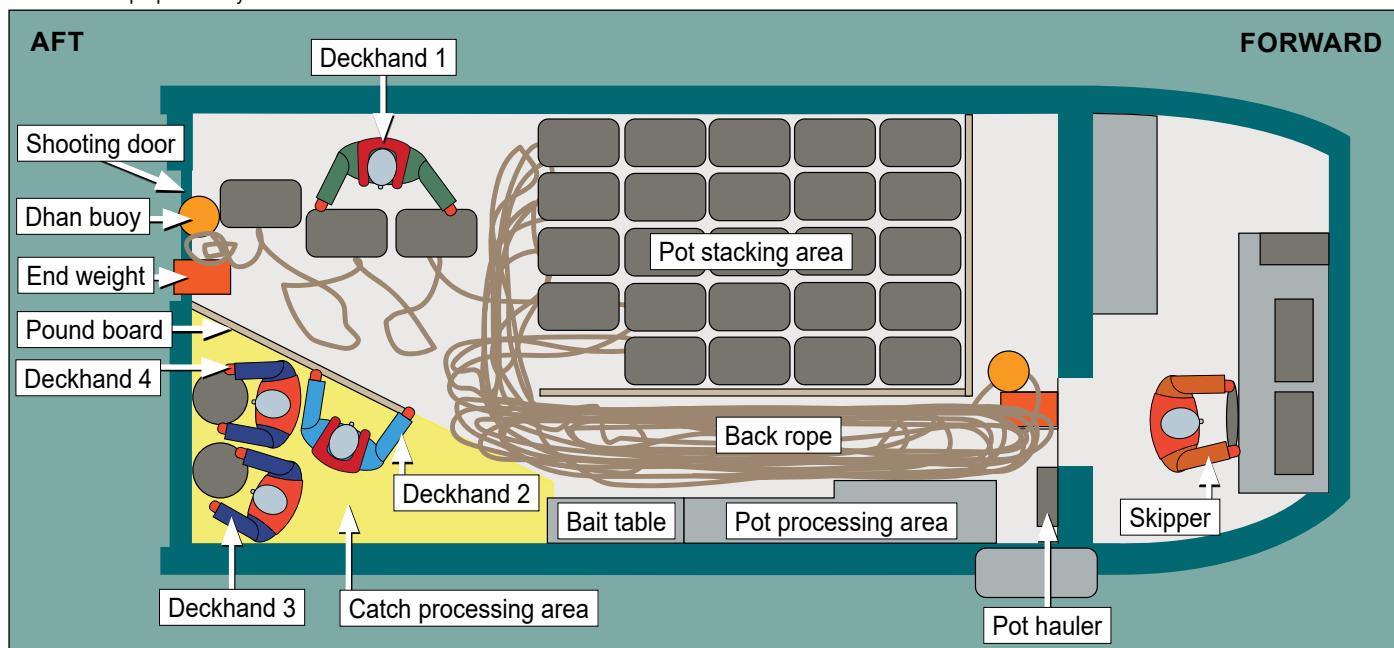 AFT
FORWARD
Deckhand 1
Shooting door
Dhan buoy
End weight
Pound board
Deckhand 4
Pot stacking area
Back rope
Deckhand 2
Bait table
Pot processing area
Skipper
Deckhand 3
Catch processing area
Pot hauler